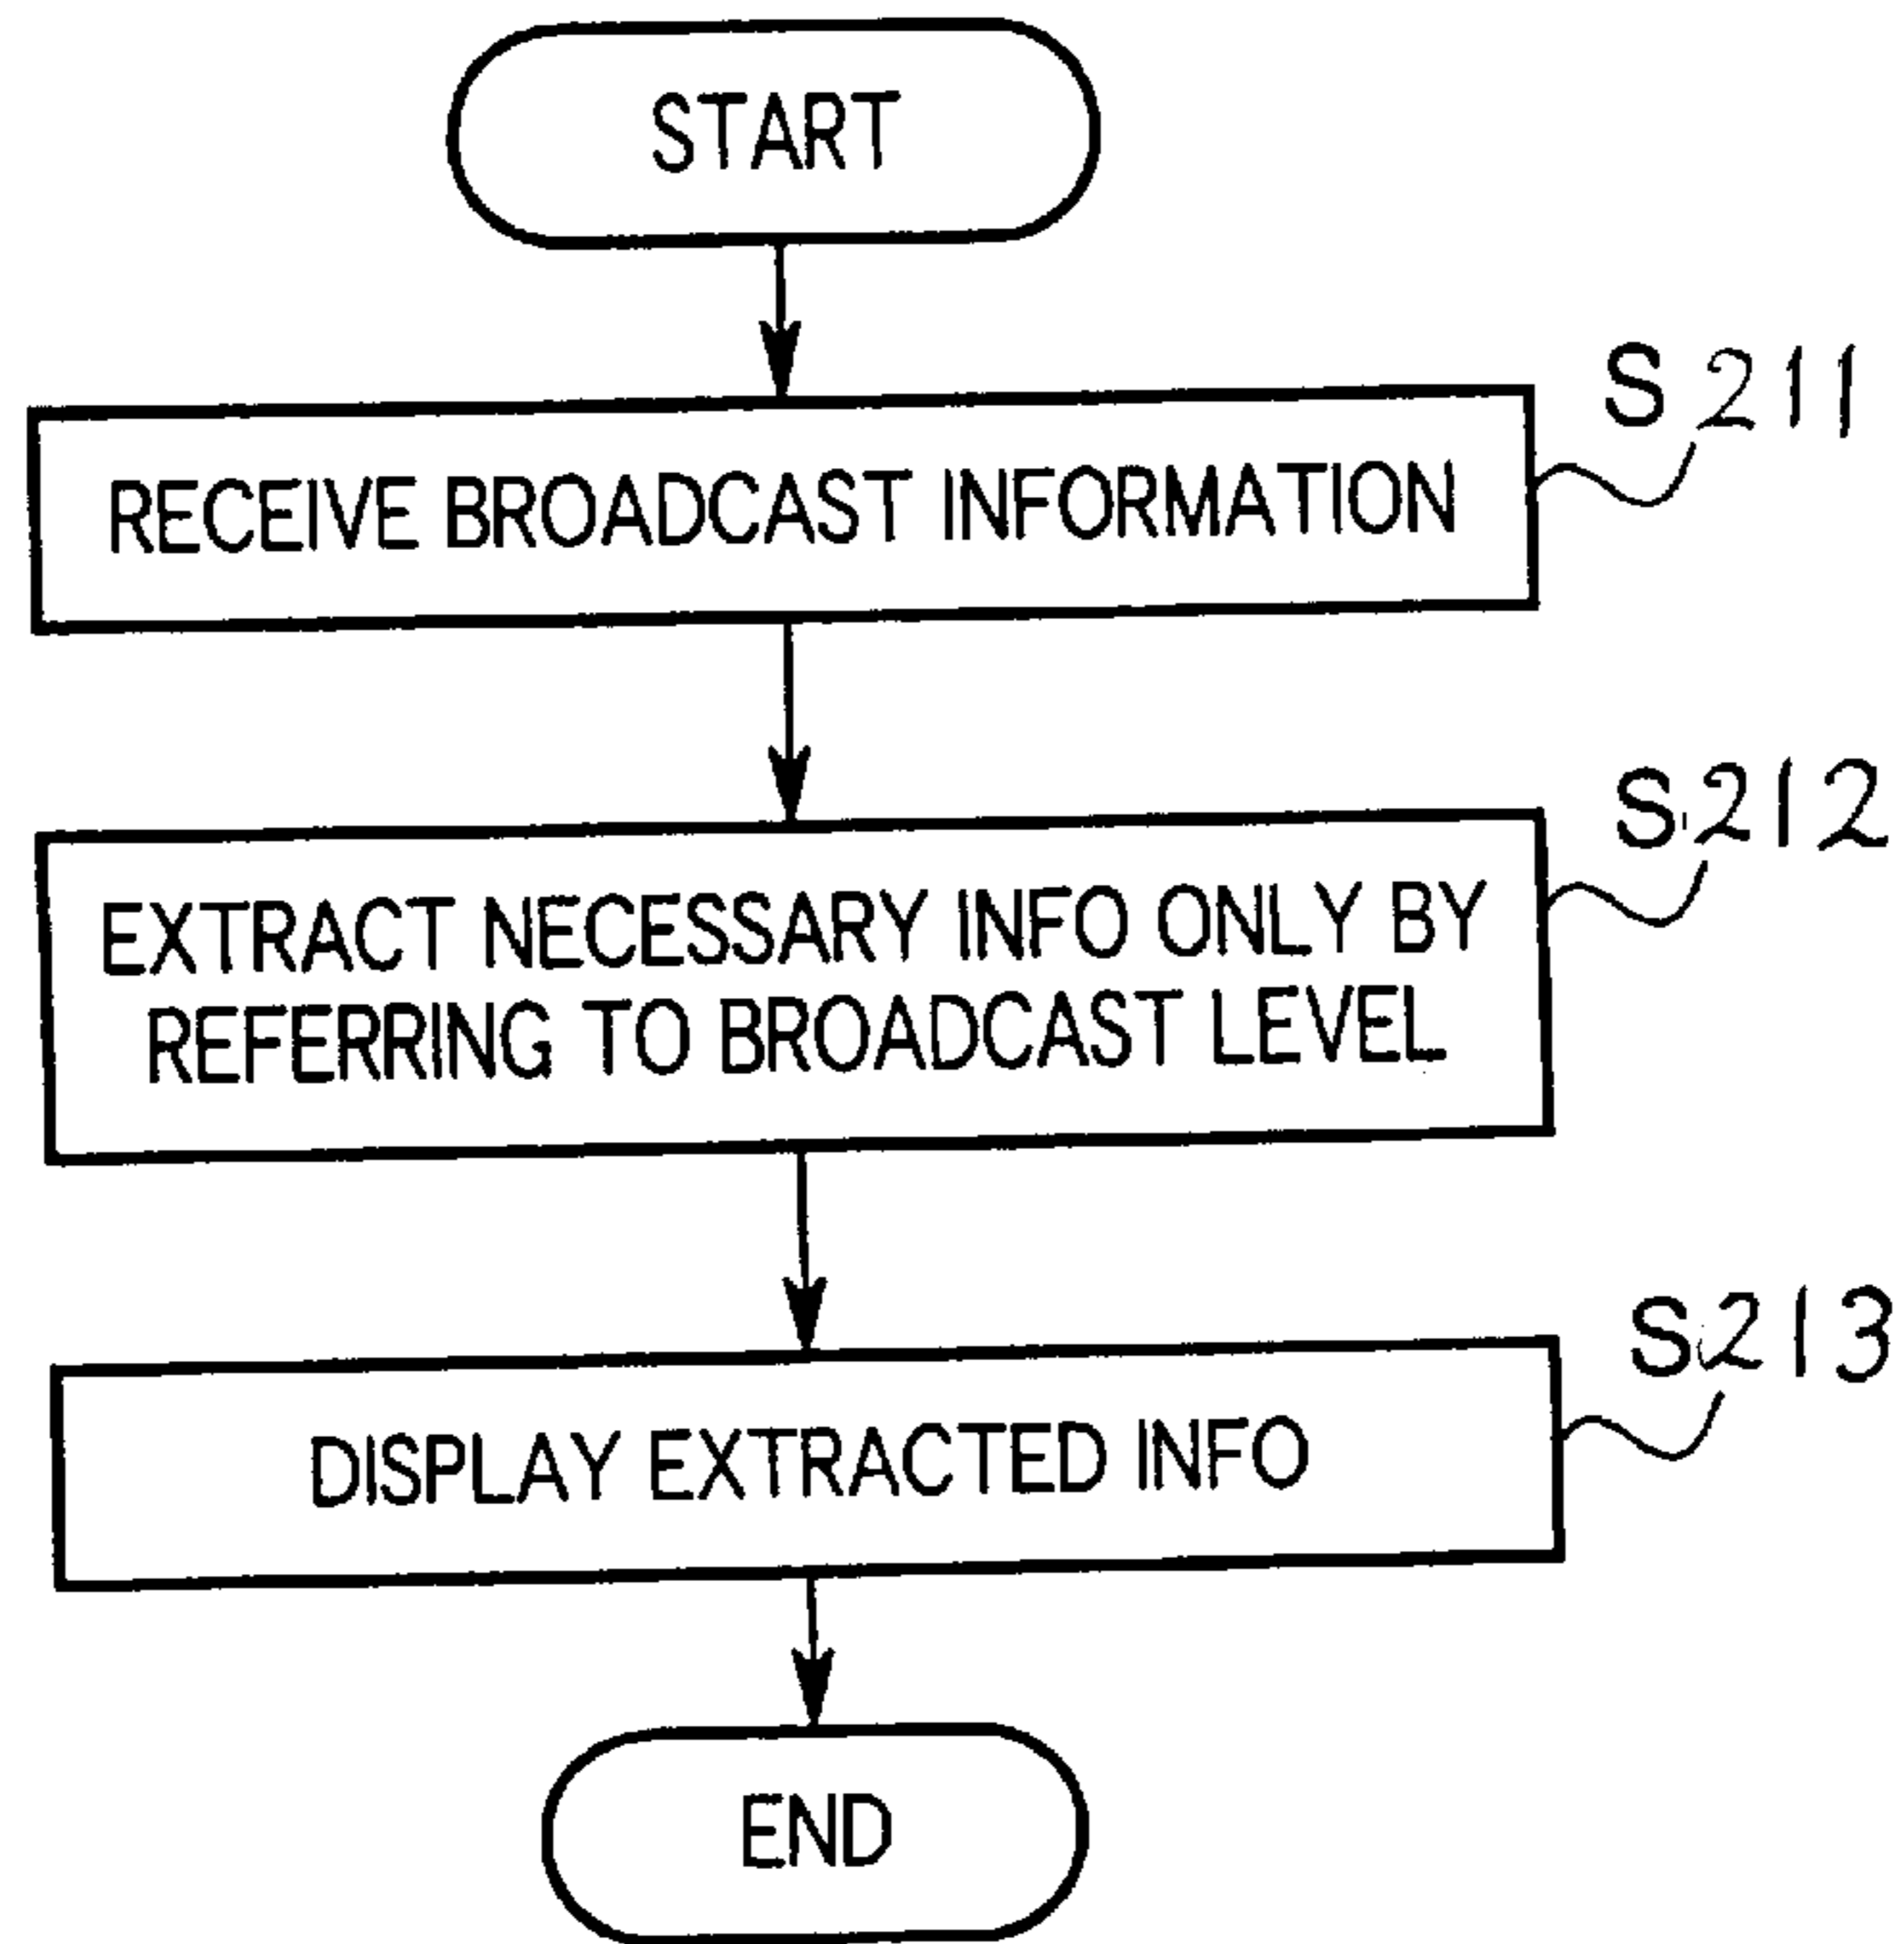 START
S211
RECEIVE BROADCAST INFORMATION
S212
EXTRACT NECESSARY INFO ONLY BY
REFERRING TO BROADCAST LEVEL
S213
DISPLAY EXTRACTED INFO
END